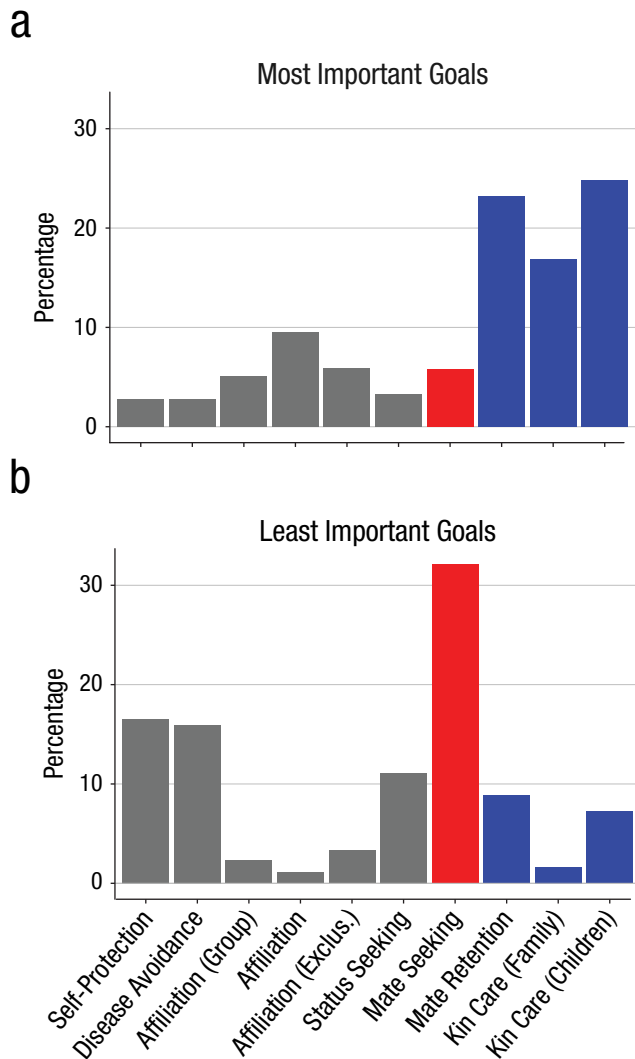 a
Most Important Goals
Percentage
30
20
10
0
b
Least Important Goals
Percentage
30
20
10
0
Self-Protection
Disease Avoidance
Affiliation (Group)
Affiliation
Affiliation (Exclus.)
Status Seeking
Mate Seeking
Mate Retention
Kin Care (Family)
Kin Care (Children)